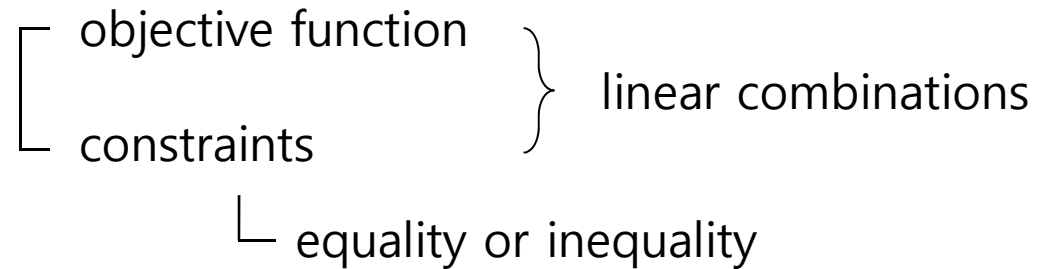 objective function
linear combinations
constraints
equality or inequality